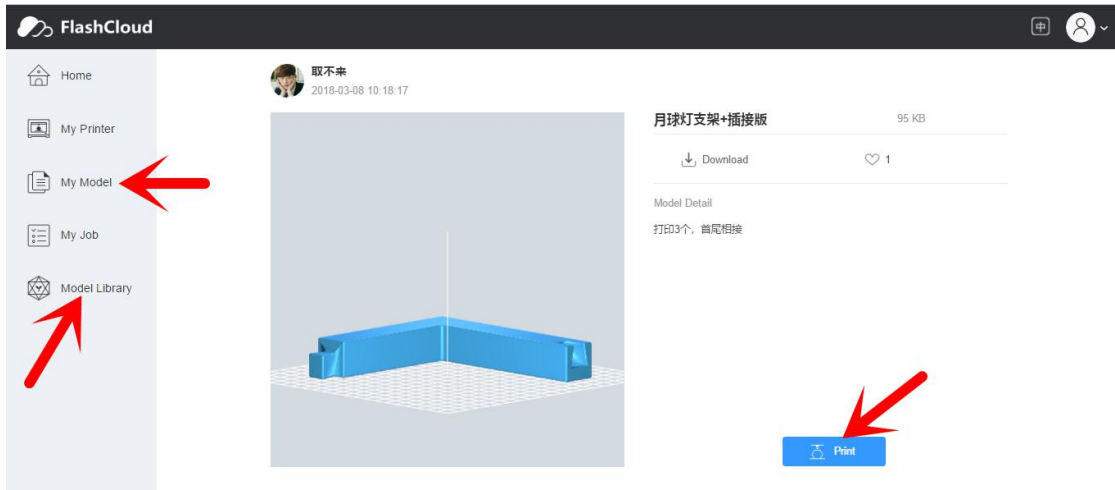 FlashCloud
中
Home
My Printer
My Model
My Job
Model Library
取不来
2018-03-08 10:18:17
月球灯支架+插接版
95 KB
Download
1
Model Detail
打印3个，首尾相接
Print